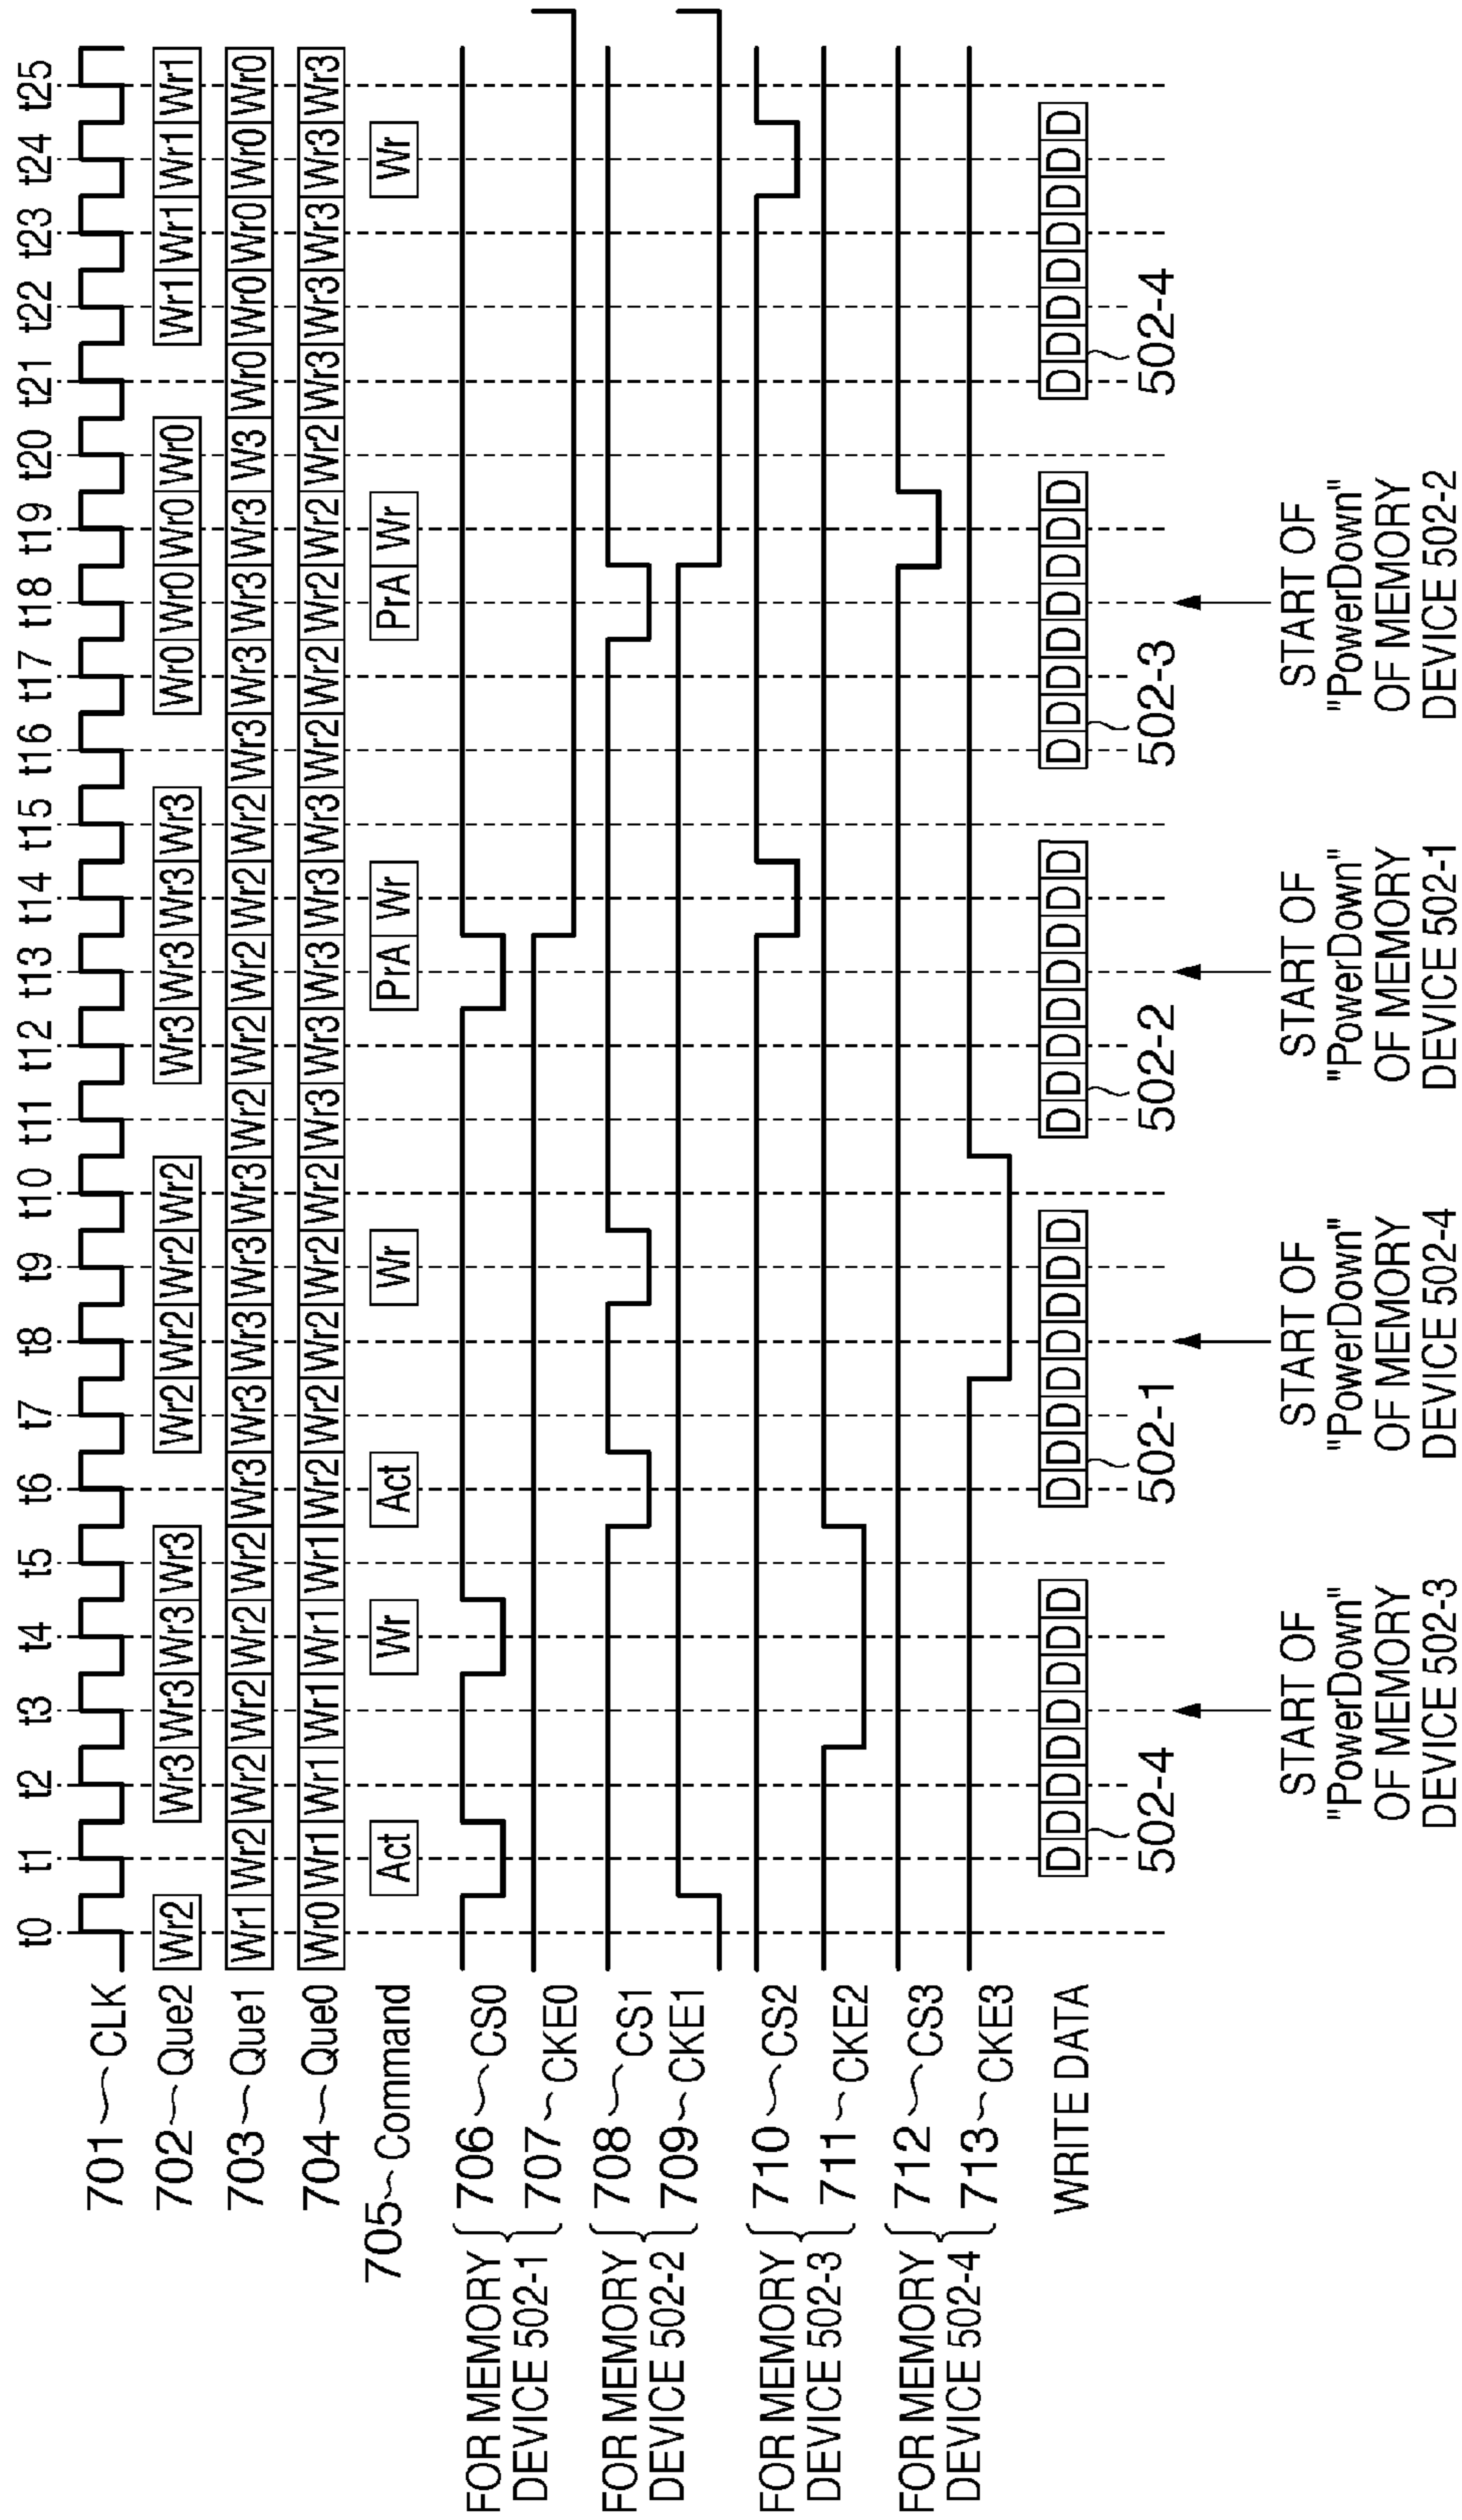 t0 t1 t2 t3 t4 t5 t6 t7 t8 t9 t10 t11 t12 t13 t14 t15 t16 t17 t18 t19 t20 t21 t22 t23 t24 t25
701 CLK
702 Que2 Wr2 Wr3 Wr3 Wr3 Wr3 Wr2 Wr2 Wr2 Wr2 Wr3 Wr3 Wr3 Wr3 Wr0 Wr0 Wr0 Wr0 Wr1 Wr1 Wr1 Wr1
703 Que1 Wr1 Wr2 Wr2 Wr2 Wr2 Wr2 Wr3 Wr3 Wr3 Wr3 Wr3 Wr2 Wr2 Wr2 Wr2 Wr2 Wr3 Wr3 Wr3 Wr3 W3 Wr0 Wr0 Wr0 Wr0 Wr0
704 Que0 Wr0 Wr1 Wr1 Wr1 Wr1 Wr1 Wr2 Wr2 Wr2 Wr2 Wr2 Wr3 Wr3 Wr3 Wr3 Wr3 Wr2 Wr2 Wr2 Wr2 Wr2 Wr3 Wr3 Wr3 Wr3 Wr3
705 Command Act Wr Act Wr PrA Wr PrA Wr Wr
FOR MEMORY
DEVICE 502-1
706 CS0
707 CKE0
FOR MEMORY
DEVICE 502-2
708 CS1
709 CKE1
FOR MEMORY
DEVICE 502-3
710 CS2
711 CKE2
FOR MEMORY
DEVICE 502-4
712 CS3
713 CKE3
WRITE DATA D D D D D D D D D D D D D D D D D D D D D D D D D D D D D D D D D D D D D D D D
502-4 502-1 502-2 502-3 502-4
START OF
"PowerDown"
OF MEMORY
DEVICE 502-3
START OF
"PowerDown"
OF MEMORY
DEVICE 502-4
START OF
"PowerDown"
OF MEMORY
DEVICE 502-1
START OF
"PowerDown"
OF MEMORY
DEVICE 502-2